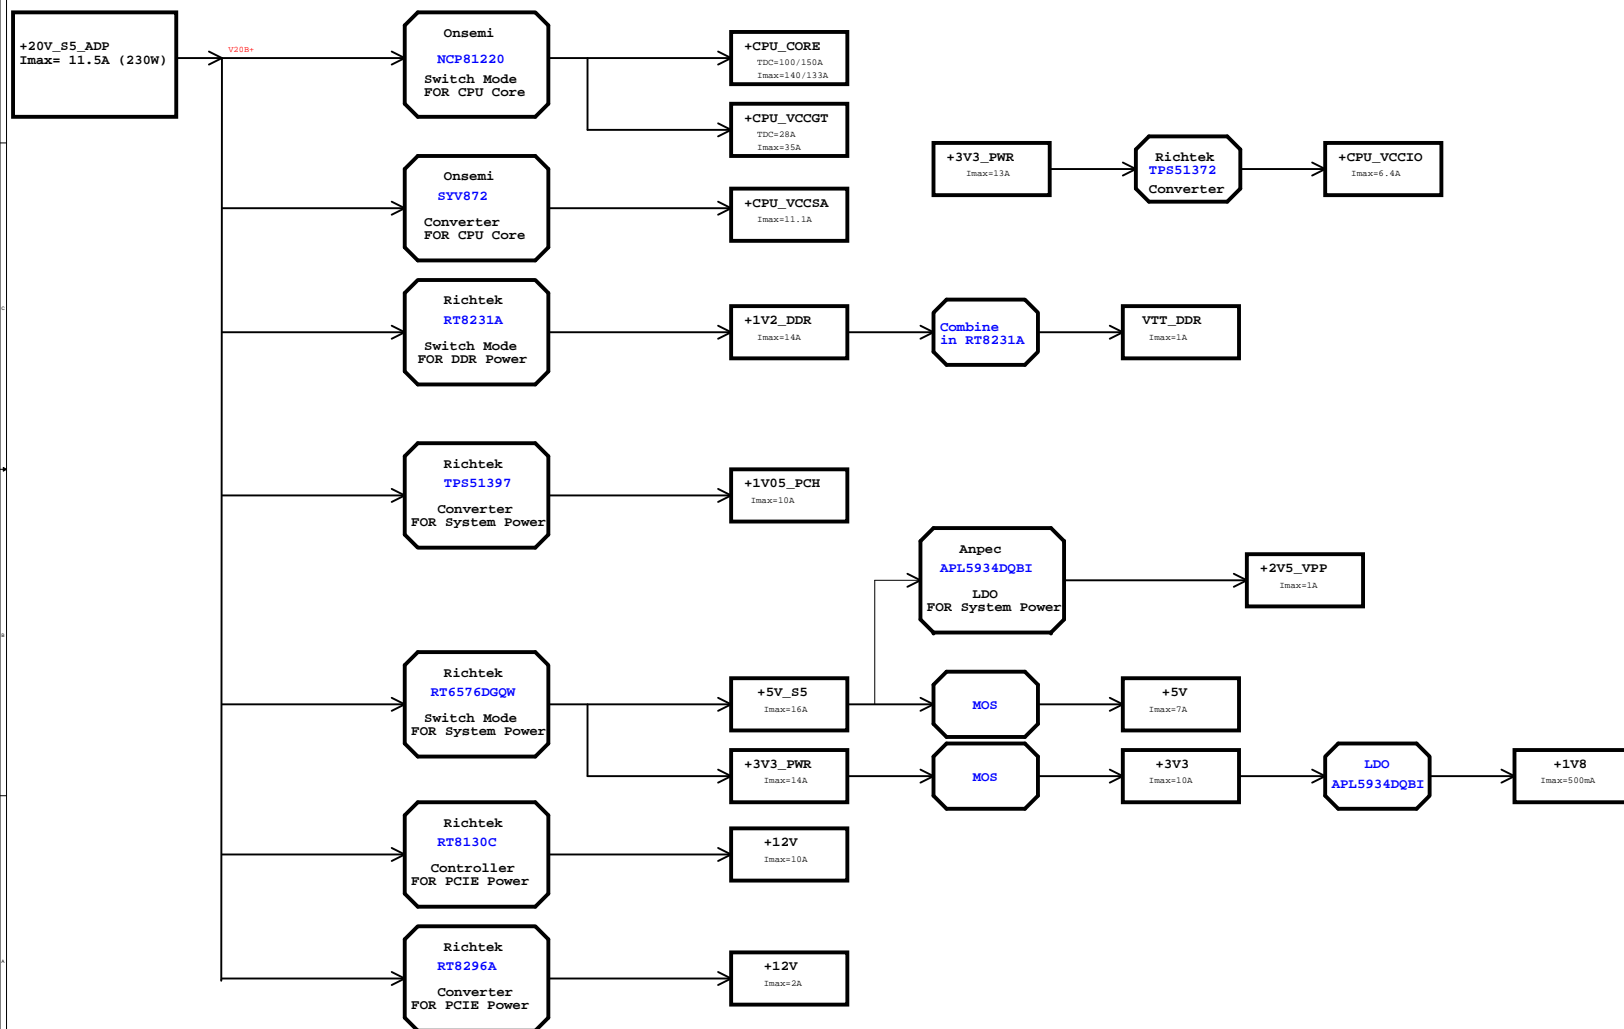 +20V_S5_ADP
Imax= 11.5A (230W)
V20B+
Onsemi
NCP81220
Switch Mode
FOR CPU Core
+CPU_CORE
TDC=100/150A
Imax=140/133A
+CPU_VCCGT
TDC=28A
Imax=35A
+3V3_PWR
Imax=13A
Richtek
TPS51372
Converter
+CPU_VCCIO
Imax=6.4A
Onsemi
SYV872
Converter
FOR CPU Core
+CPU_VCCSA
Imax=11.1A
Richtek
RT8231A
Switch Mode
FOR DDR Power
+1V2_DDR
Imax=14A
Combine
in RT8231A
VTT_DDR
Imax=1A
C
Richtek
TPS51397
Converter
FOR System Power
+1V05_PCH
Imax=10A
Anpec
APL5934DQBI
LDO
FOR System Power
+2V5_VPP
Imax=1A
B
Richtek
RT6576DGQW
Switch Mode
FOR System Power
+5V_S5
Imax=16A
MOS
+5V
Imax=7A
+3V3_PWR
Imax=14A
MOS
+3V3
Imax=10A
LDO
APL5934DQBI
+1V8
Imax=500mA
Richtek
RT8130C
Controller
FOR PCIE Power
+12V
Imax=10A
Richtek
RT8296A
Converter
FOR PCIE Power
+12V
Imax=2A
A